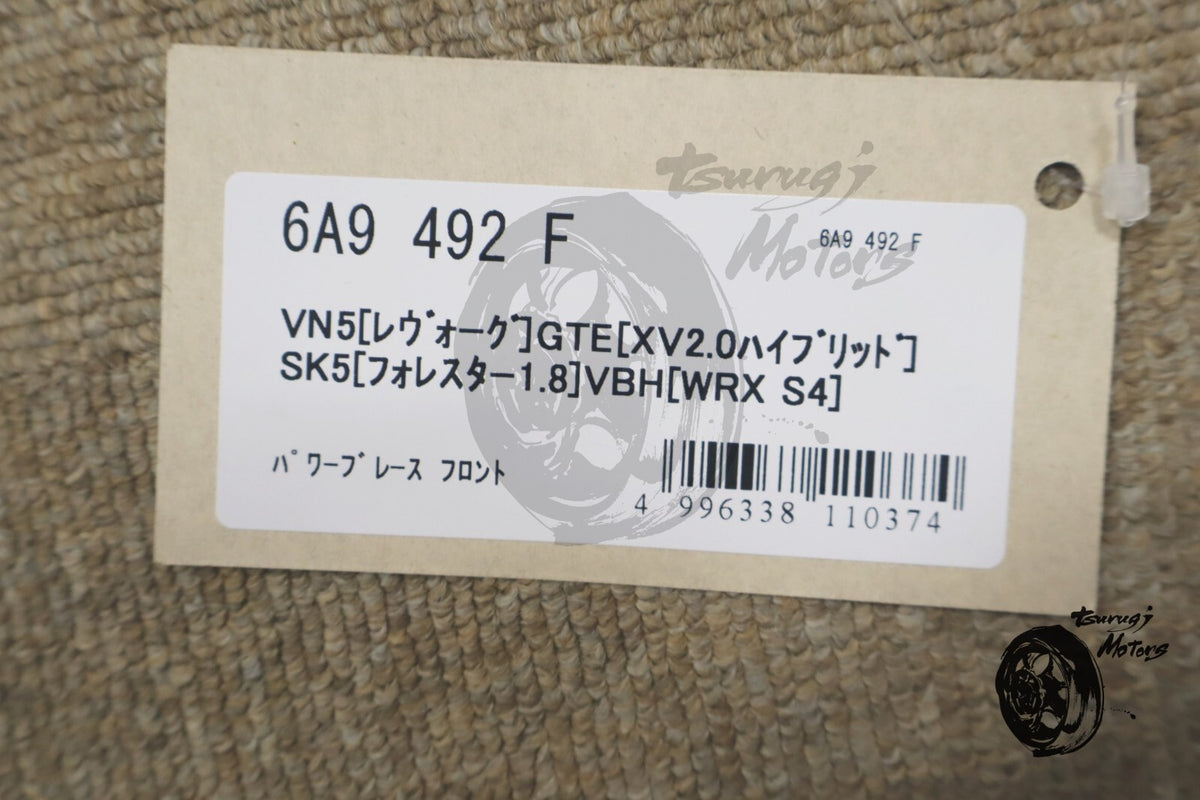 tsurugi
Motors
6A9 492 F
6A9 492 F
VN5[レヴォーグ]GTE[XV2.0ハイブリッド]
SK5[フォレスター1.8]VBH[WRX S4]
パワーブレース フロント
4 996338 110374
tsurugi
Motors